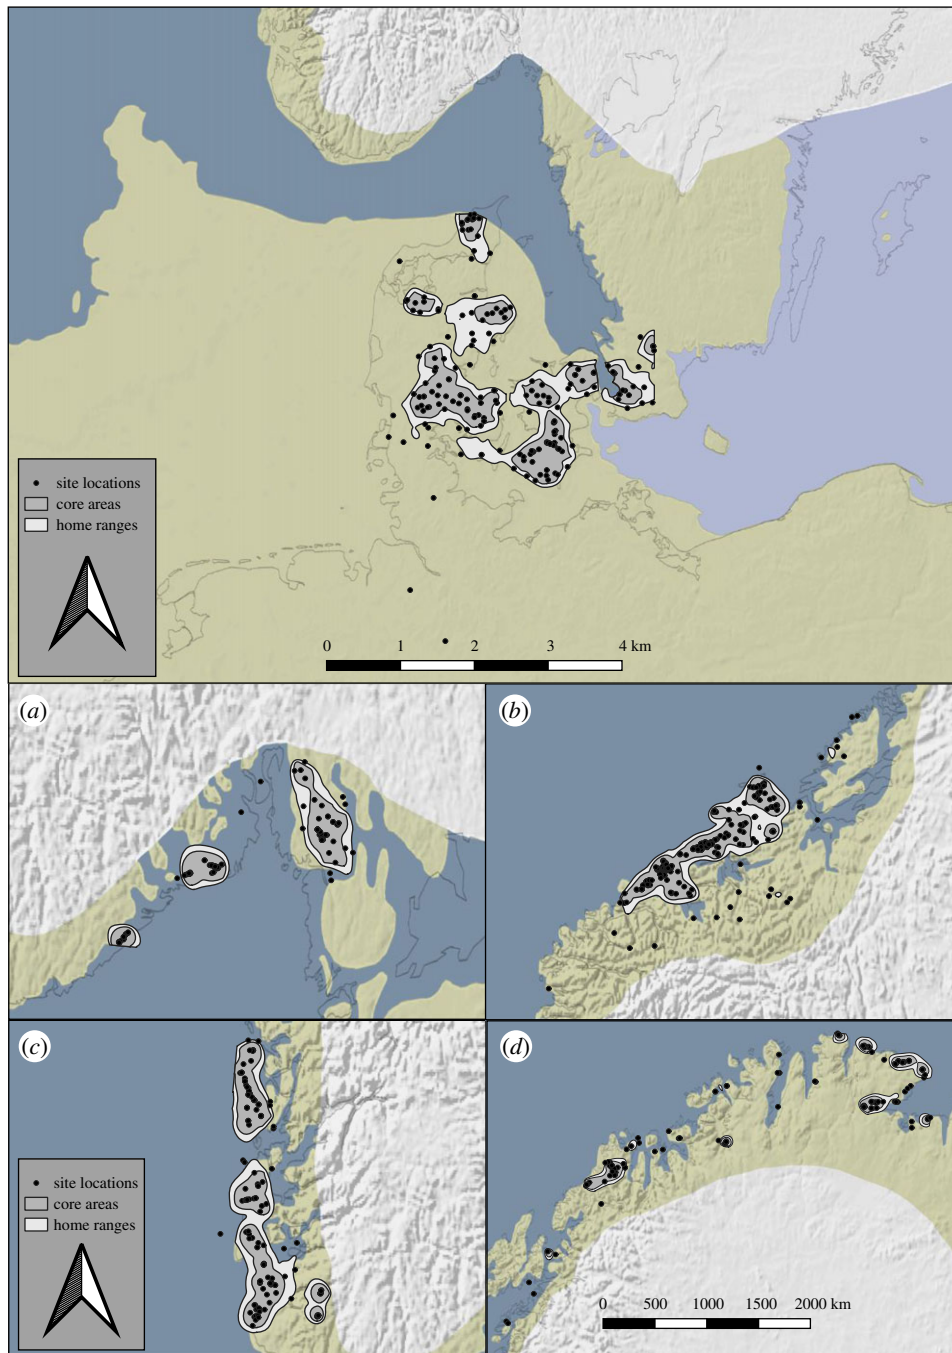 site locations
core areas
home ranges
0 1 2 3 4 km
(a)
(b)
(c)
(d)
site locations
core areas
home ranges
0 500 1000 1500 2000 km